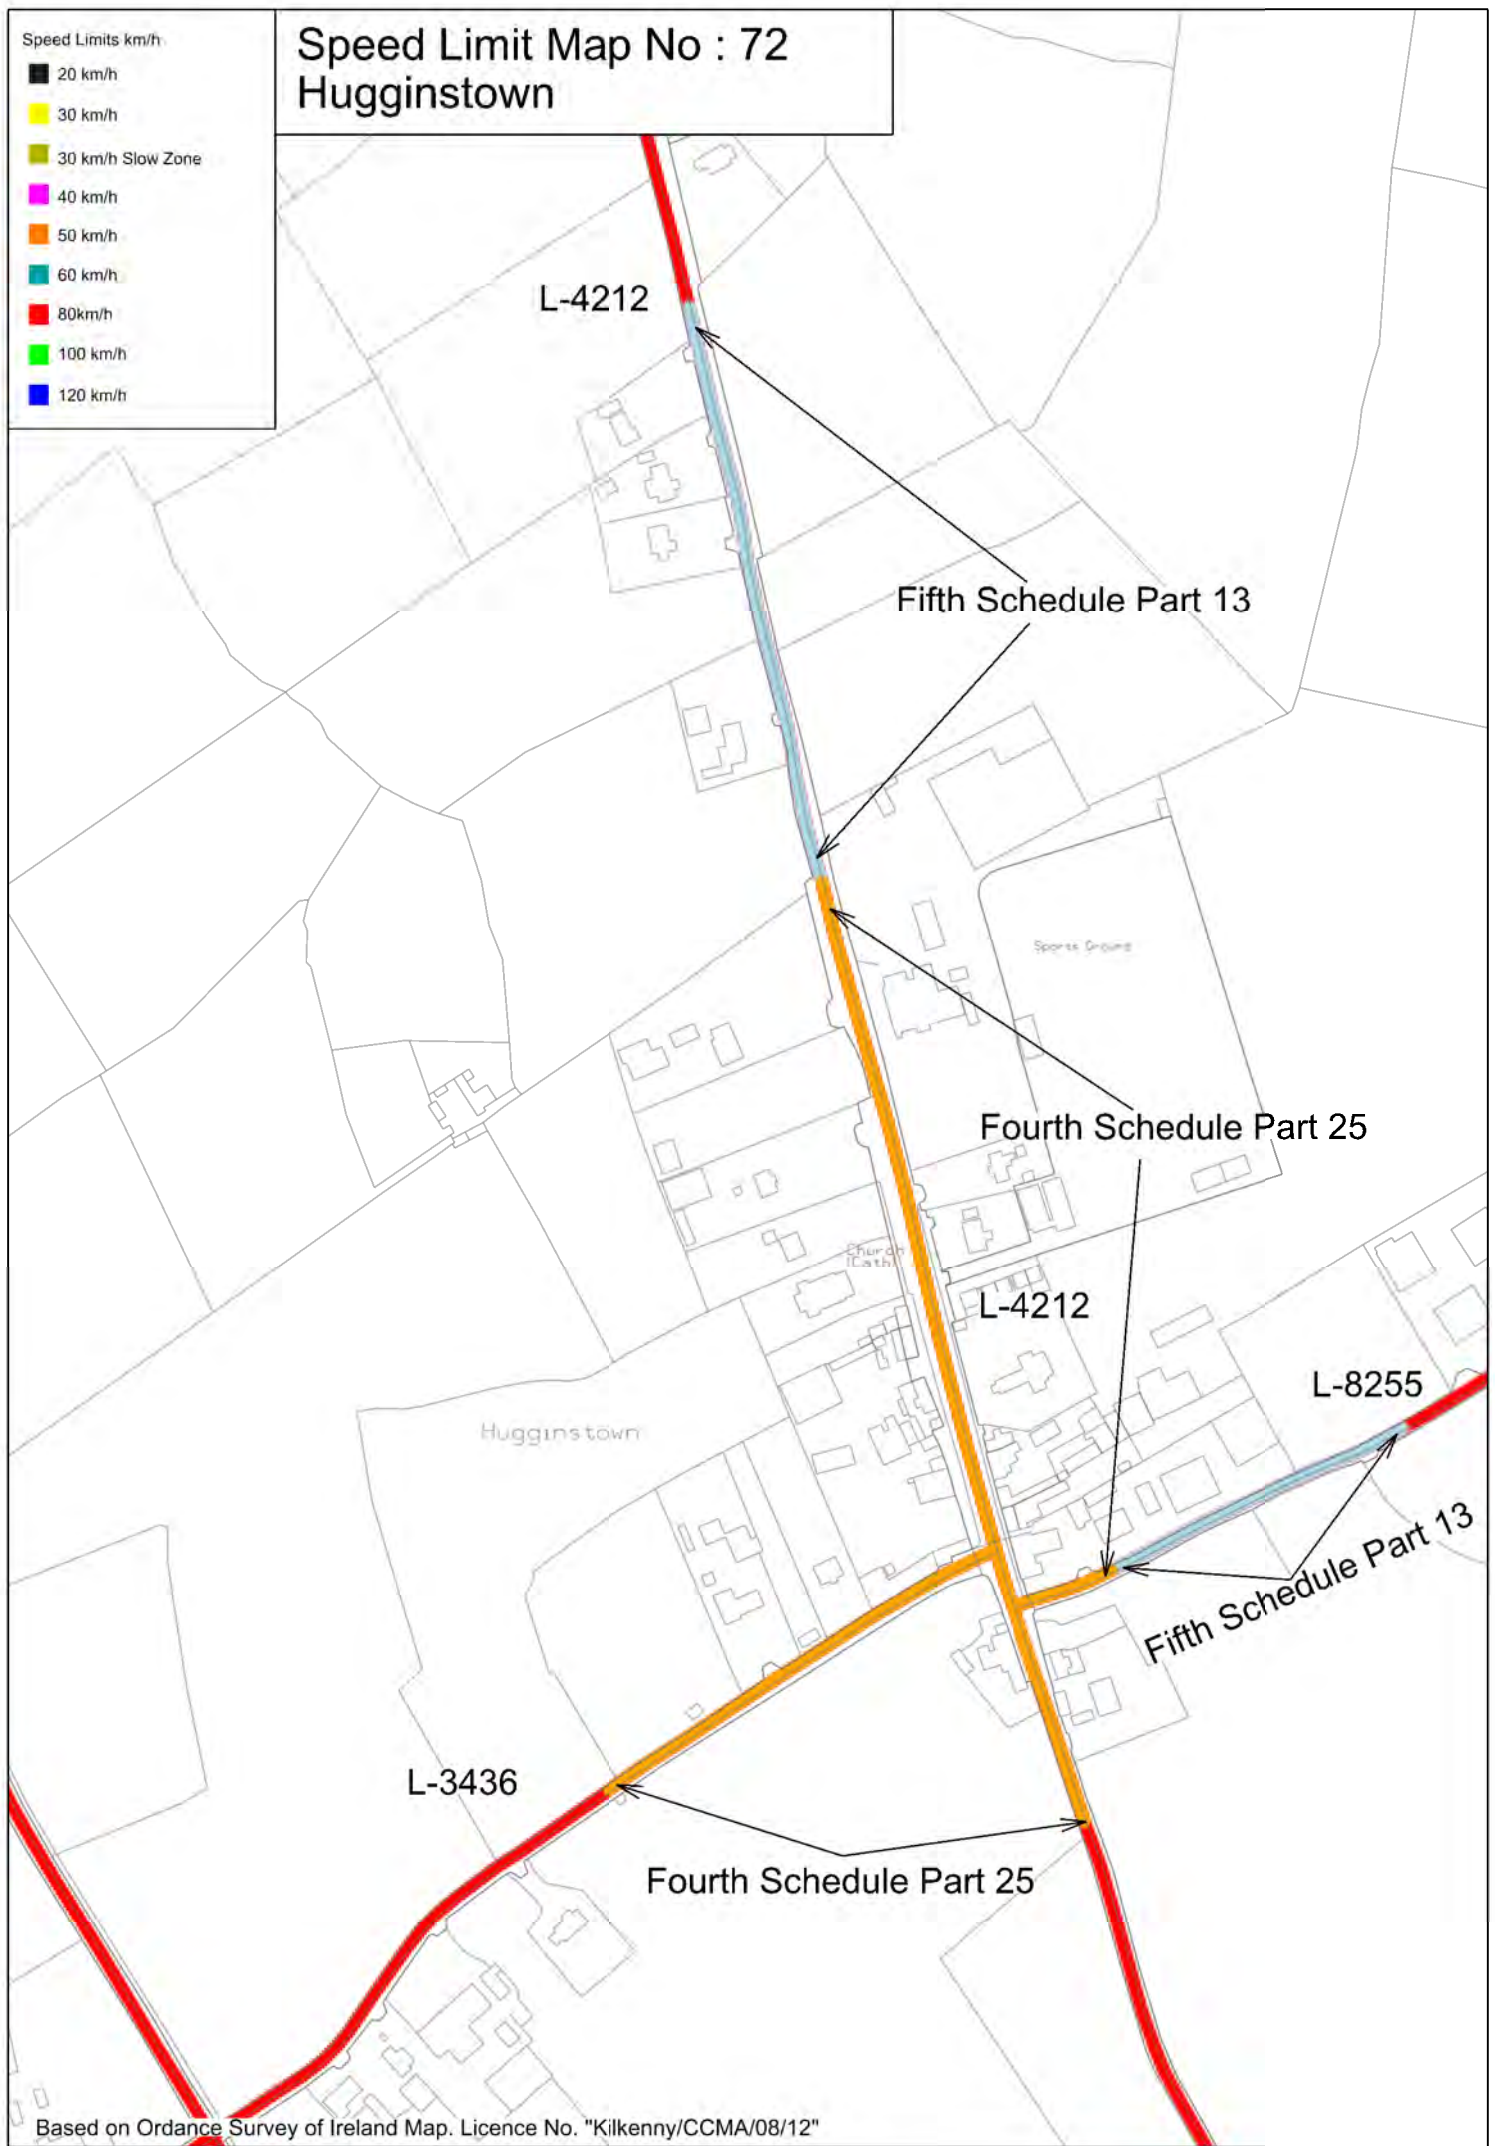 Speed Limits km/h
20 km/h
30 km/h
30 km/h Slow Zone
40 km/h
50 km/h
60 km/h
80km/h
100 km/h
120 km/h
Speed Limit Map No : 72
Hugginstown
L-4212
Fifth Schedule Part 13
Sports Ground
Fourth Schedule Part 25
Church
(Cath)
L-4212
L-8255
Hugginstown
Fifth Schedule Part 13
L-3436
Fourth Schedule Part 25
Based on Ordance Survey of Ireland Map. Licence No. "Kilkenny/CCMA/08/12"